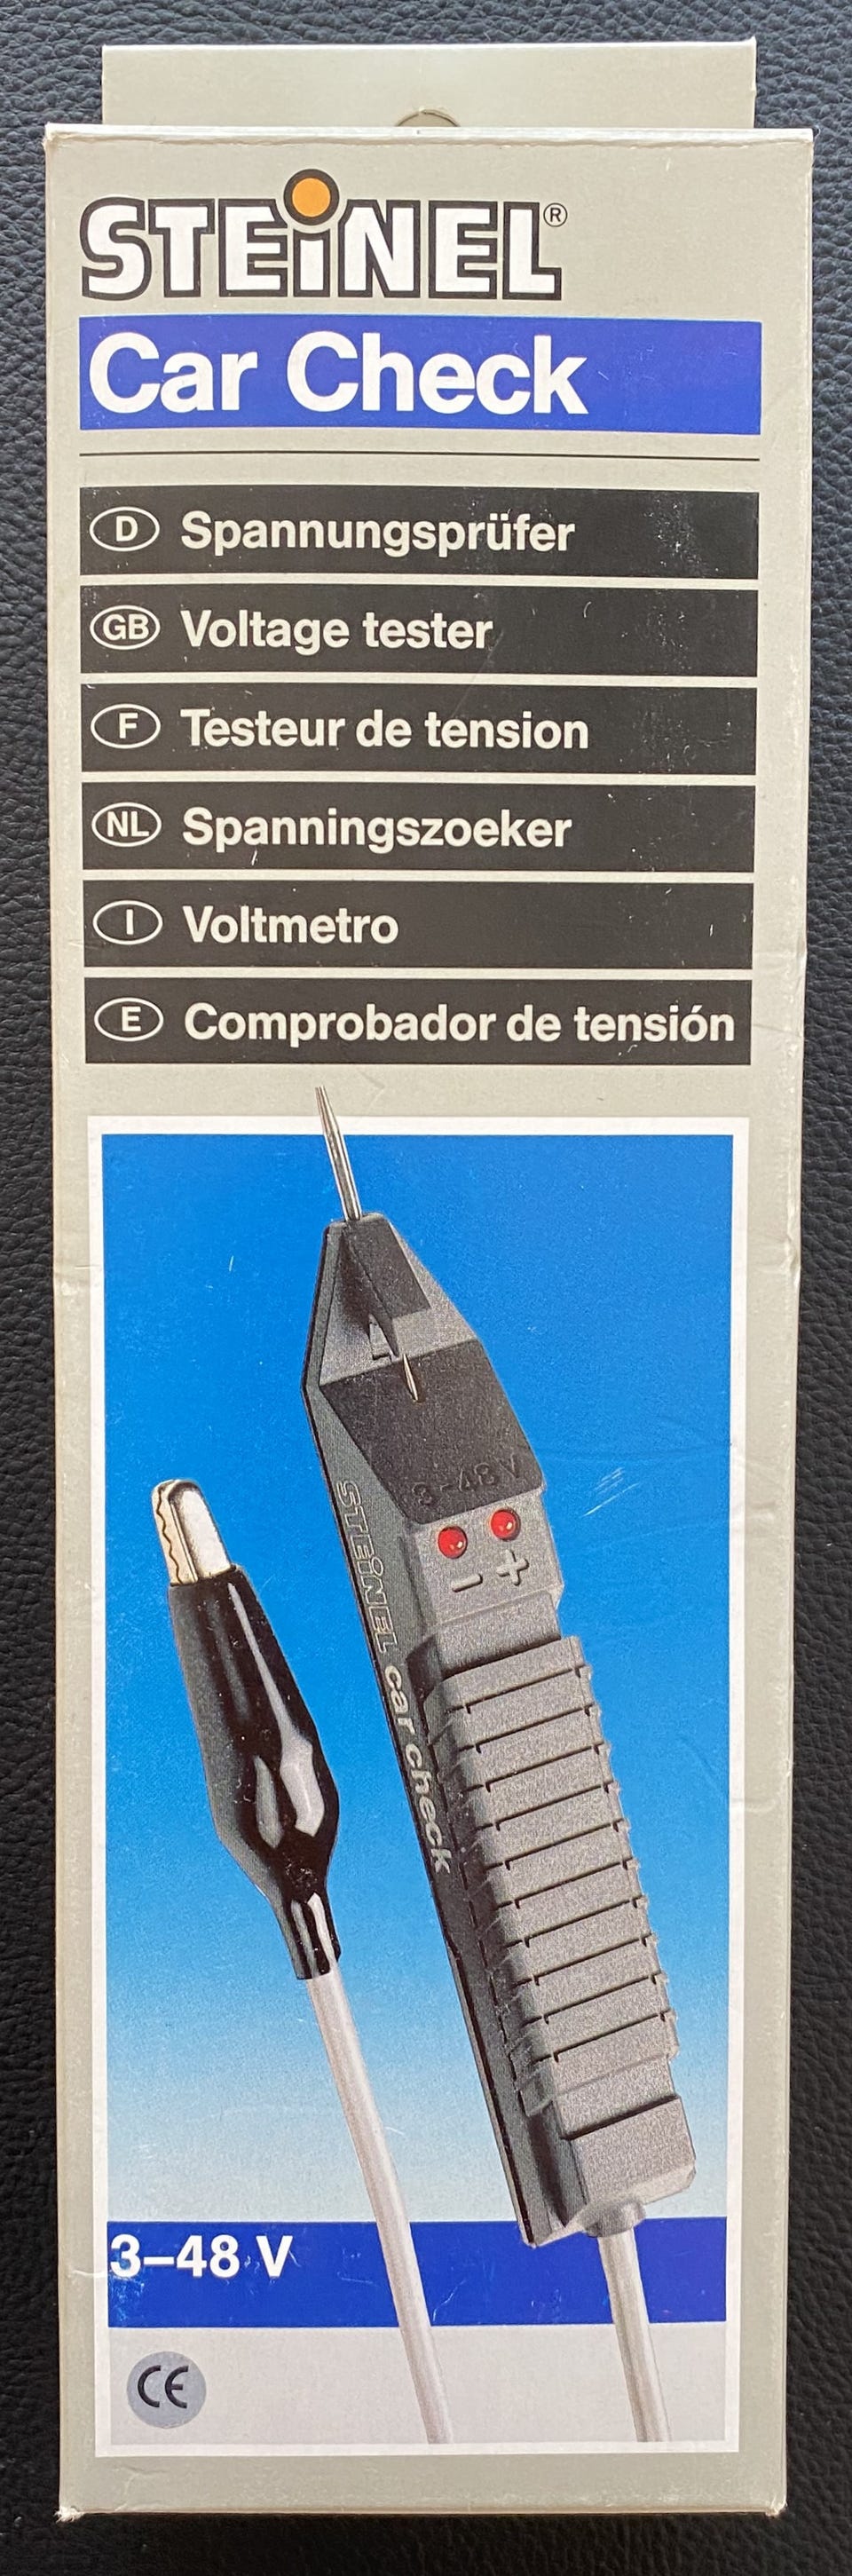 STEiNEL®
Car Check
D Spannungsprüfer
GB Voltage tester
F Testeur de tension
NL Spanningszoeker
I Voltmetro
E Comprobador de tensión
3-48 V
- +
STEiNEL car check
3–48 V
CE